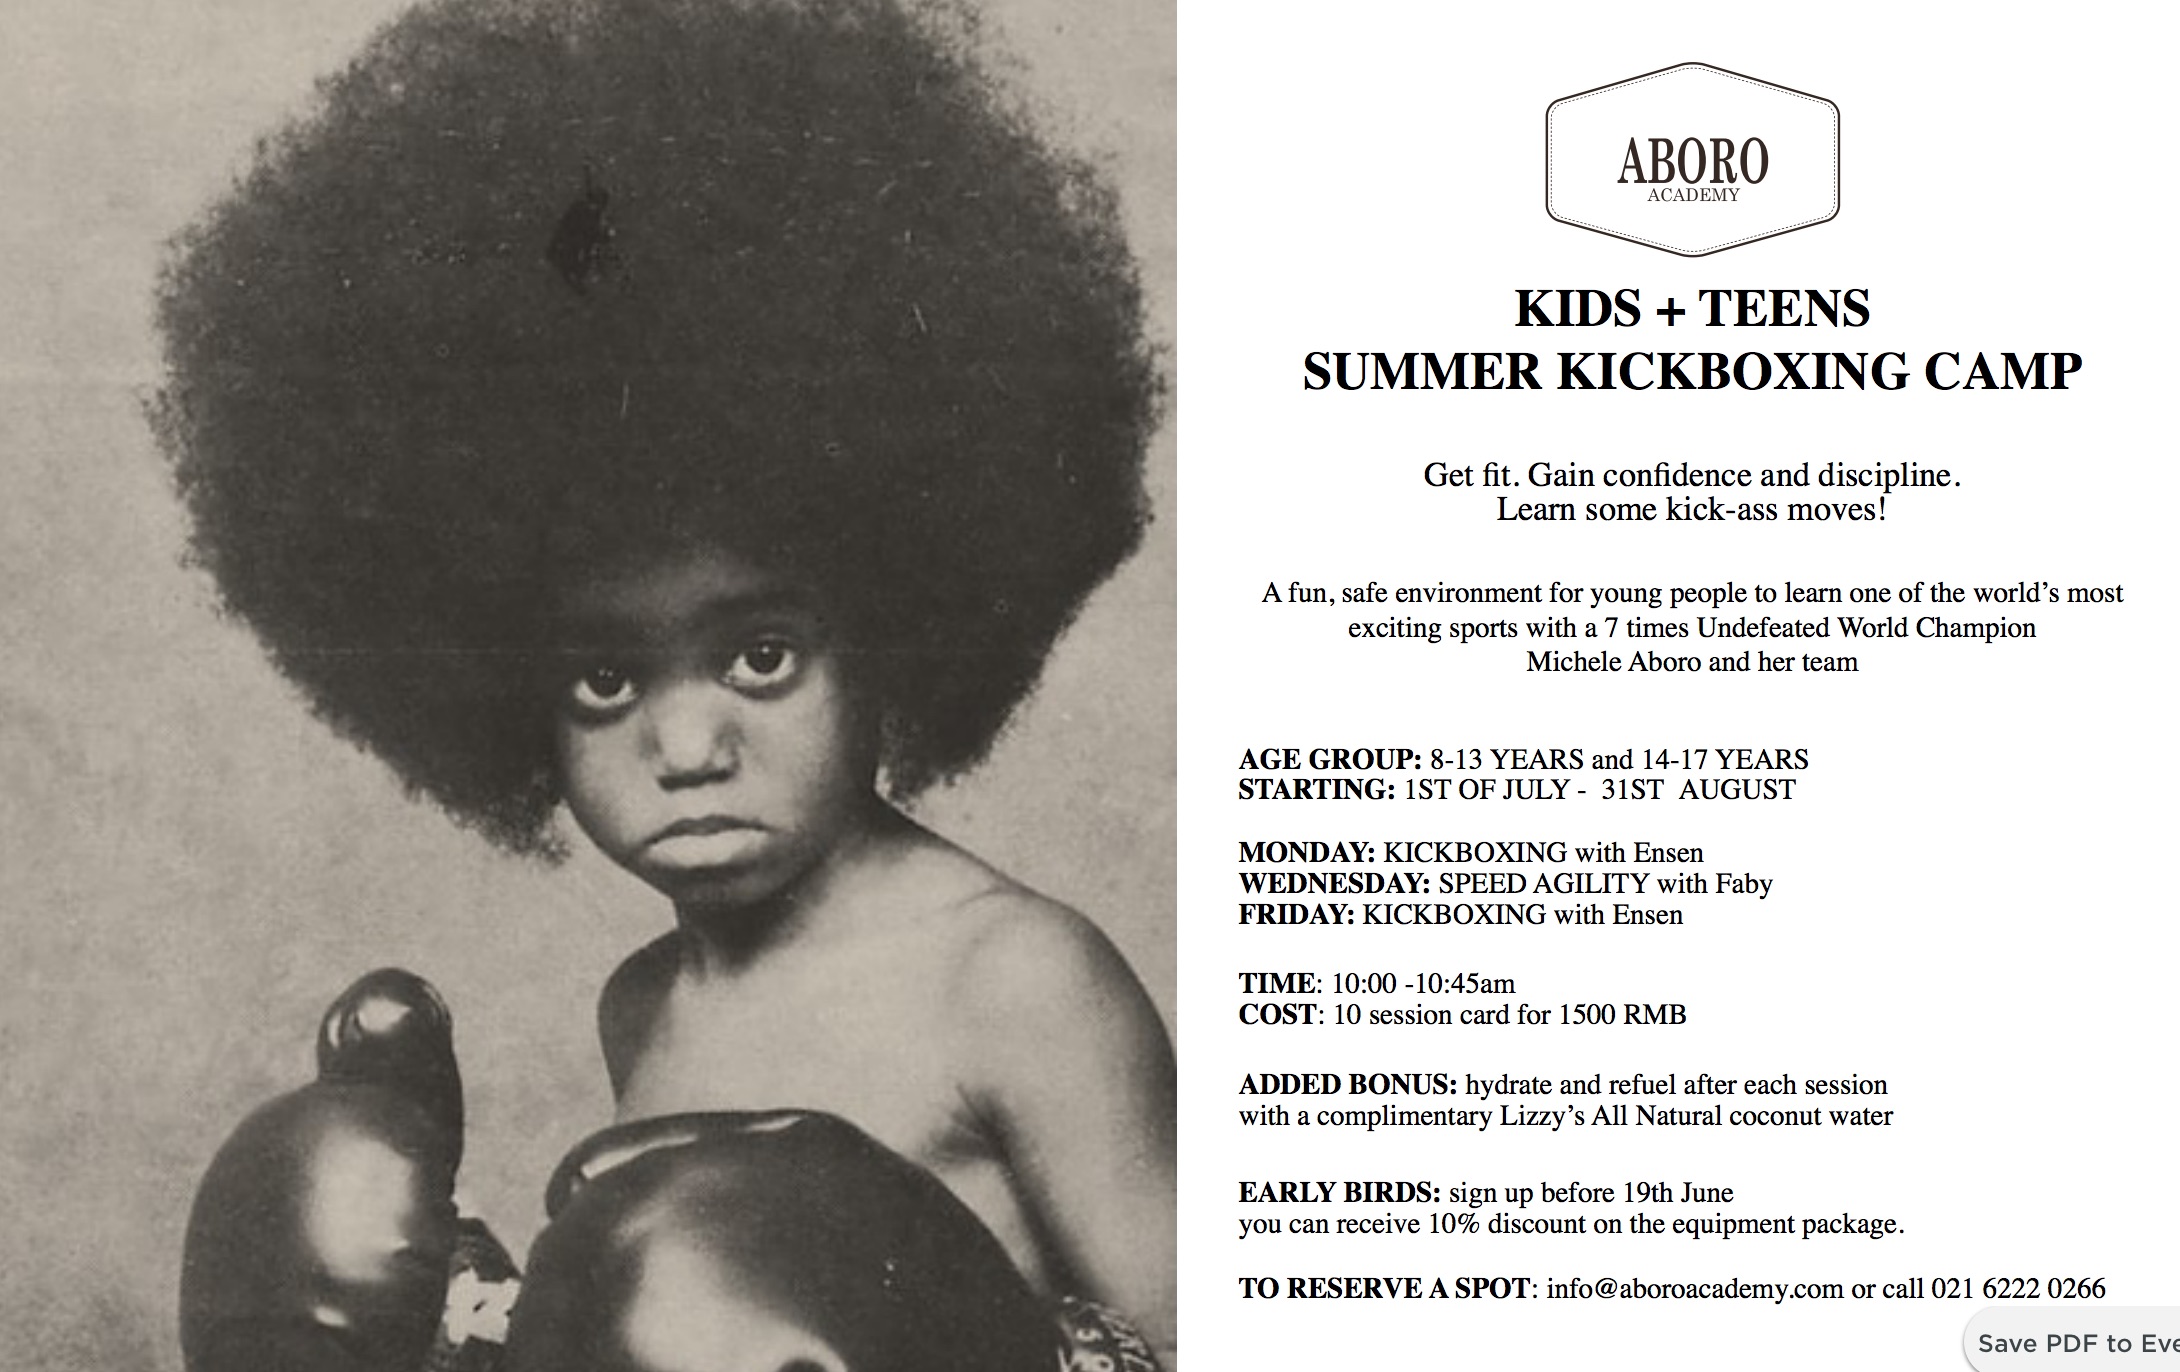 ABORO
ACADEMY
KIDS + TEENS
SUMMER KICKBOXING CAMP
Get fit. Gain confidence and discipline.
Learn some kick-ass moves!
A fun, safe environment for young people to learn one of the world’s most
exciting sports with a 7 times Undefeated World Champion
Michele Aboro and her team
AGE GROUP: 8-13 YEARS and 14-17 YEARS
STARTING: 1ST OF JULY - 31ST AUGUST
MONDAY: KICKBOXING with Ensen
WEDNESDAY: SPEED AGILITY with Faby
FRIDAY: KICKBOXING with Ensen
TIME: 10:00 -10:45am
COST: 10 session card for 1500 RMB
ADDED BONUS: hydrate and refuel after each session
with a complimentary Lizzy’s All Natural coconut water
EARLY BIRDS: sign up before 19th June
you can receive 10% discount on the equipment package.
TO RESERVE A SPOT: info@aboroacademy.com or call 021 6222 0266
Save PDF to Eve